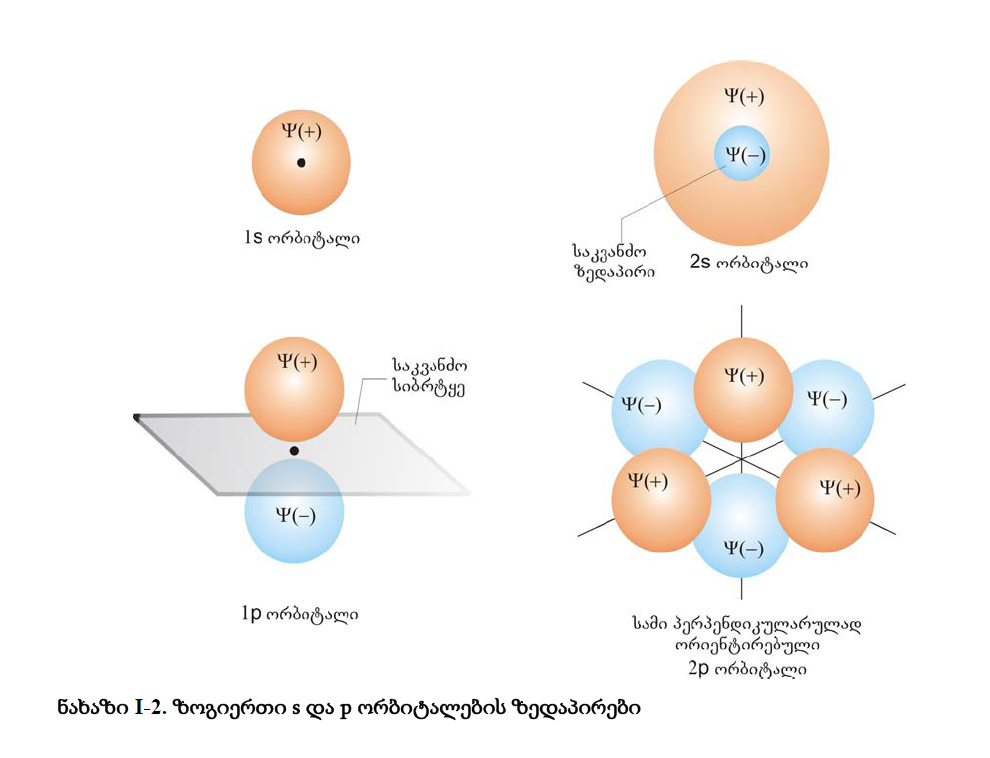 Ψ(+)
1s ორბიტალი
Ψ(+)
Ψ(−)
საკვანძო
ზედაპირი
2s ორბიტალი
Ψ(+)
საკვანძო
სიბრტყე
Ψ(−)
1p ორბიტალი
Ψ(+)
Ψ(−)
Ψ(−)
Ψ(+)
Ψ(+)
Ψ(−)
სამი პერპენდიკულარულად
ორიენტირებული
2p ორბიტალი
ნახაზი I-2. ზოგიერთი s და p ორბიტალების ზედაპირები